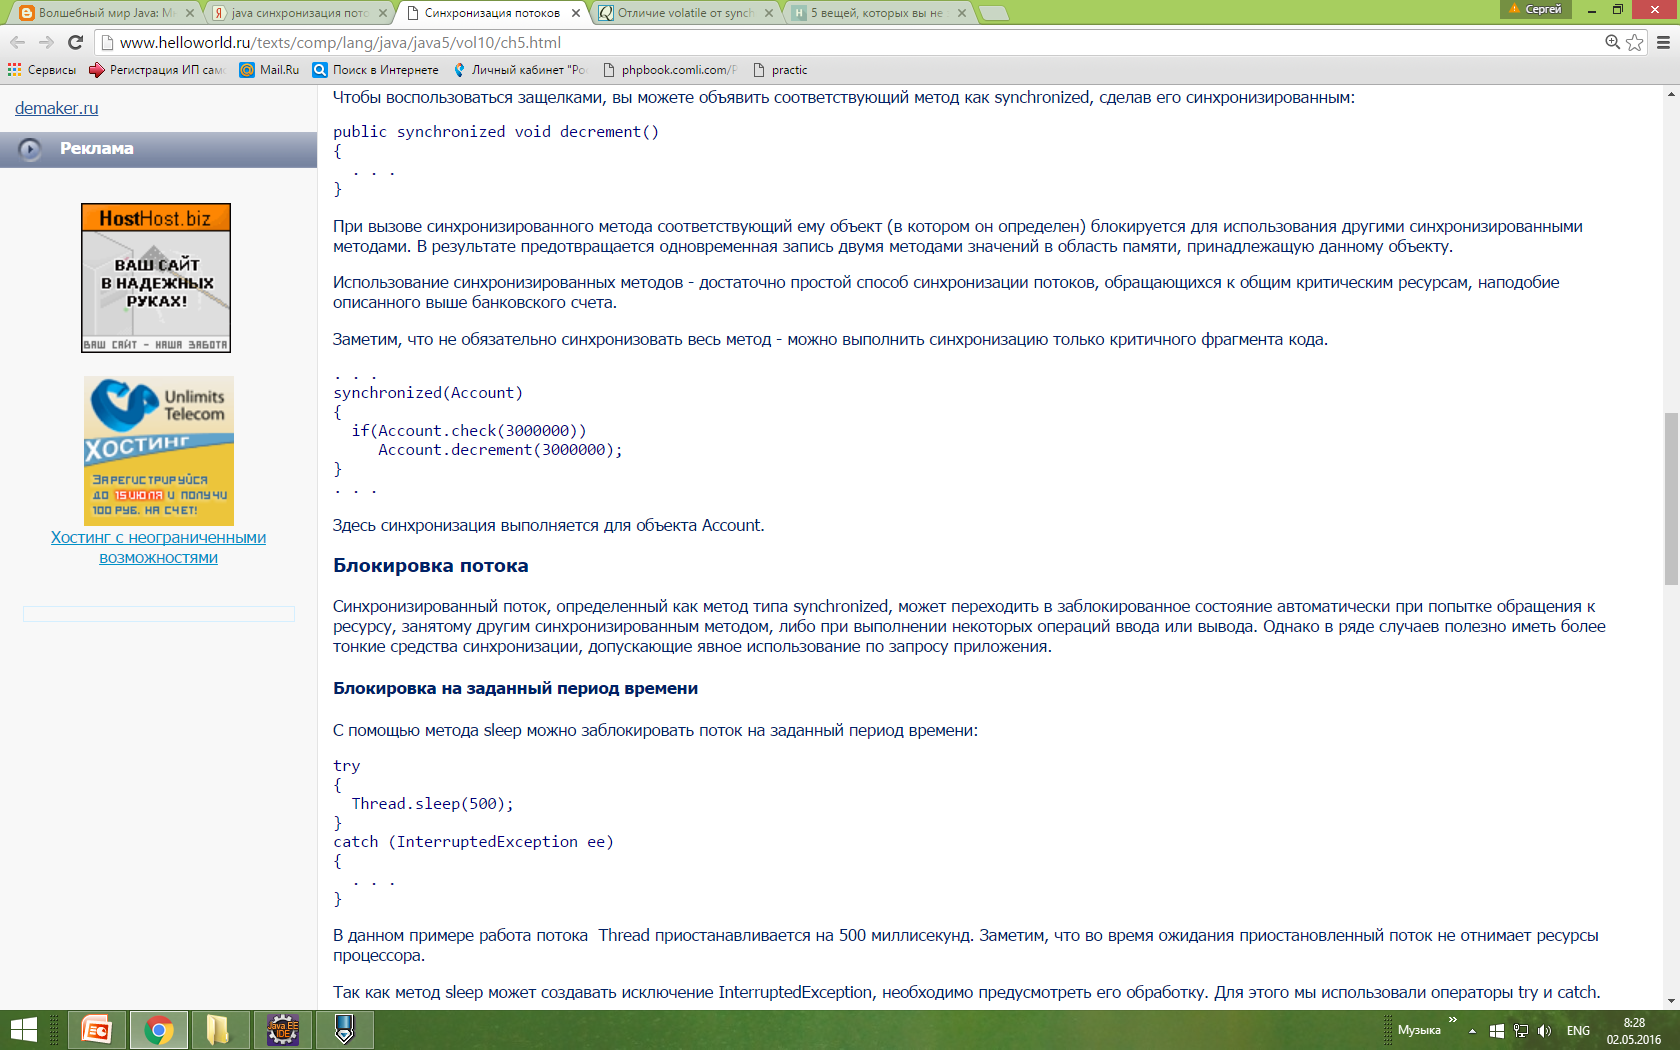 Волшебный мир Java: М
java синхронизация пото
Синхронизация потоков
Отличие volatile от synch
5 вещей, которых вы не
Сергей
www.helloworld.ru/texts/comp/lang/java/java5/vol10/ch5.html
Сервисы
Регистрация ИП сам
Mail.Ru
Поиск в Интернете
Личный кабинет "Ро
phpbook.comli.com/P
practic
demaker.ru
Реклама
HostHost.biz
ВАШ САЙТ
В НАДЕЖНЫХ
РУКАХ!
ВАШ САЙТ - НАША ЗАБОТА
Unlimits
Telecom
Хостинг
Зарегистрируйся
до 15 июля и получи
100 руб. на счет!
Хостинг с неограниченными
возможностями
Чтобы воспользоваться защелками, вы можете объявить соответствующий метод как synchronized, сделав его синхронизированным:
public synchronized void decrement()
{
. . .
}
При вызове синхронизированного метода соответствующий ему объект (в котором он определен) блокируется для использования другими синхронизированными
методами. В результате предотвращается одновременная запись двумя методами значений в область памяти, принадлежащую данному объекту.
Использование синхронизированных методов - достаточно простой способ синхронизации потоков, обращающихся к общим критическим ресурсам, наподобие
описанного выше банковского счета.
Заметим, что не обязательно синхронизовать весь метод - можно выполнить синхронизацию только критичного фрагмента кода.
. . .
synchronized(Account)
{
if(Account.check(3000000))
Account.decrement(3000000);
}
. . .
Здесь синхронизация выполняется для объекта Account.
Блокировка потока
Синхронизированный поток, определенный как метод типа synchronized, может переходить в заблокированное состояние автоматически при попытке обращения к
ресурсу, занятому другим синхронизированным методом, либо при выполнении некоторых операций ввода или вывода. Однако в ряде случаев полезно иметь более
тонкие средства синхронизации, допускающие явное использование по запросу приложения.
Блокировка на заданный период времени
С помощью метода sleep можно заблокировать поток на заданный период времени:
try
{
Thread.sleep(500);
}
catch (InterruptedException ee)
{
. . .
}
В данном примере работа потока  Thread приостанавливается на 500 миллисекунд. Заметим, что во время ожидания приостановленный поток не отнимает ресурсы
процессора.
Так как метод sleep может создавать исключение InterruptedException, необходимо предусмотреть его обработку. Для этого мы использовали операторы try и catch.
Java EE
IDE
Музыка
ENG
8:28
02.05.2016